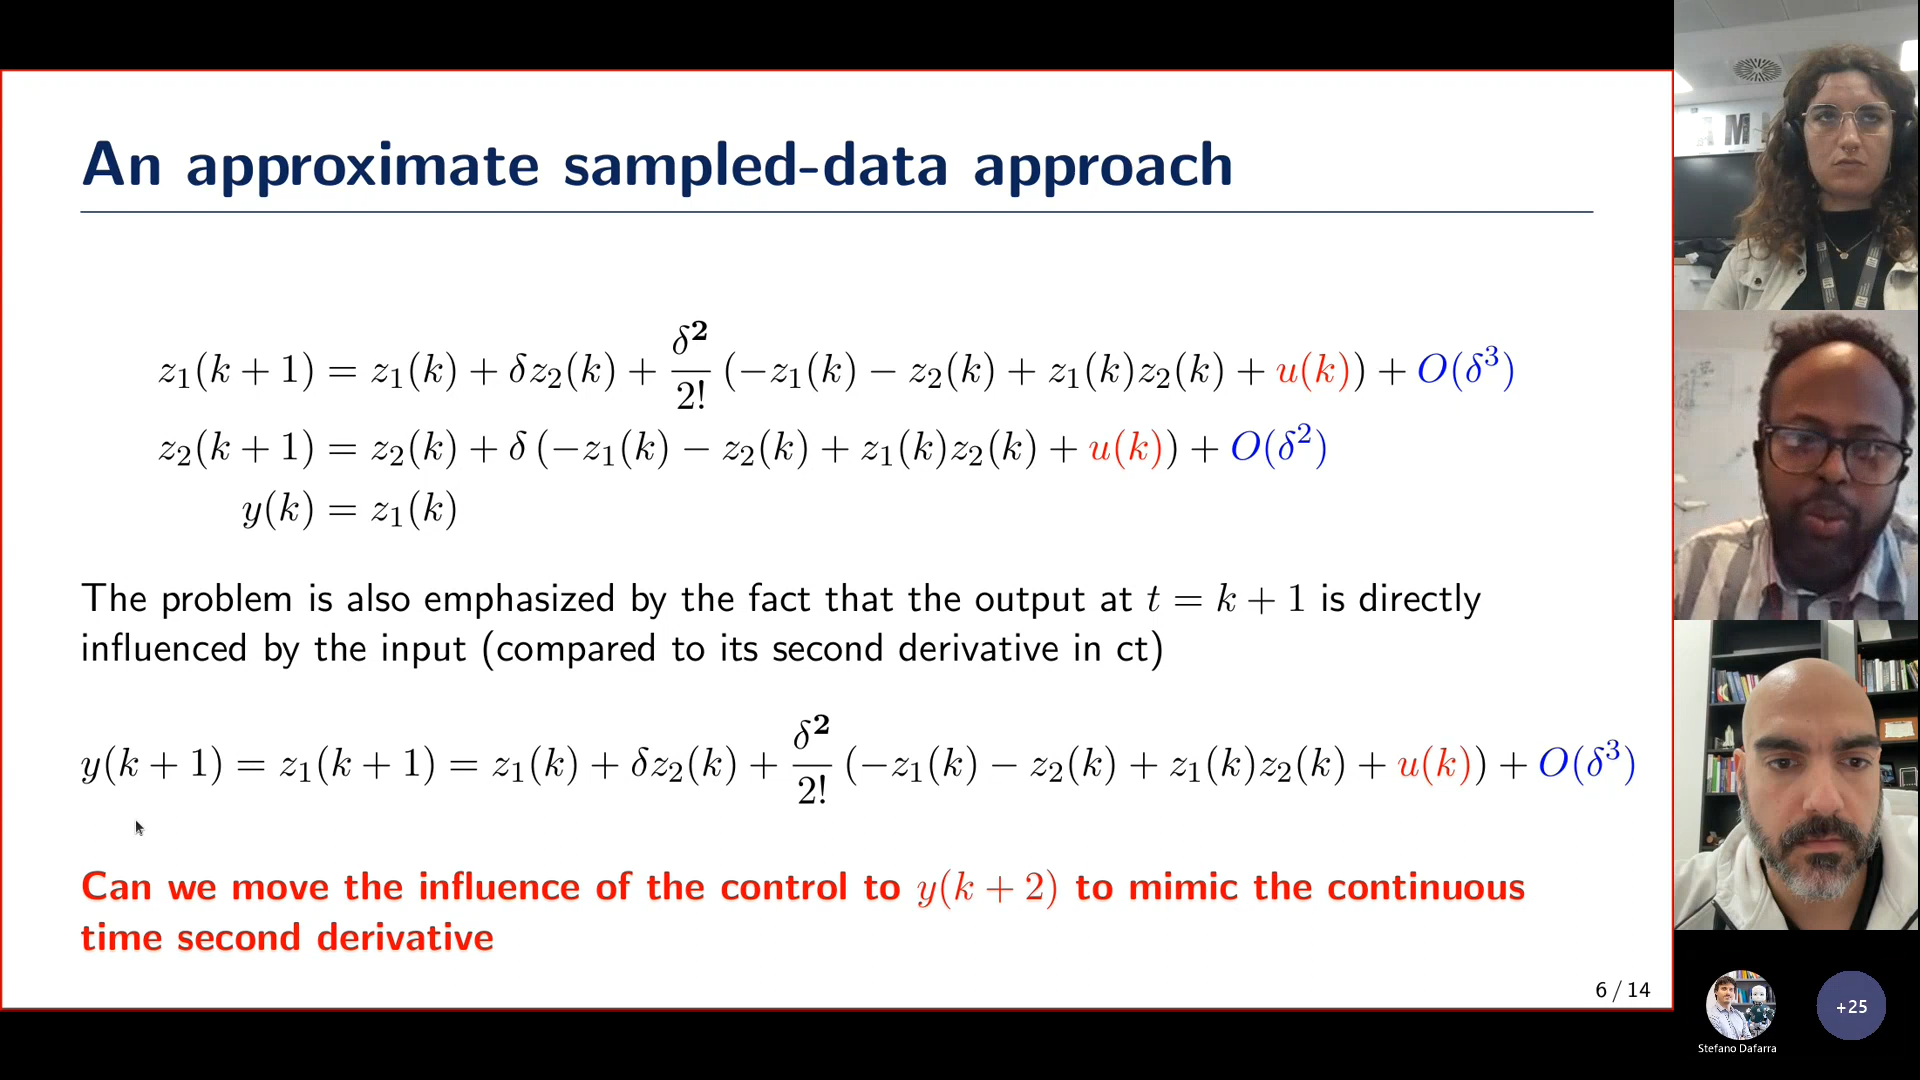 An approximate sampled-data approach
z₁(k + 1) = z₁(k) + δz₂(k) + δ²/2! (−z₁(k) − z₂(k) + z₁(k)z₂(k) + u(k)) + O(δ³)
z₂(k + 1) = z₂(k) + δ (−z₁(k) − z₂(k) + z₁(k)z₂(k) + u(k)) + O(δ²)
y(k) = z₁(k)
The problem is also emphasized by the fact that the output at t = k + 1 is directly
influenced by the input (compared to its second derivative in ct)
y(k + 1) = z₁(k + 1) = z₁(k) + δz₂(k) + δ²/2! (−z₁(k) − z₂(k) + z₁(k)z₂(k) + u(k)) + O(δ³)
Can we move the influence of the control to y(k + 2) to mimic the continuous
time second derivative
6 / 14
+25
Stefano Dafarra